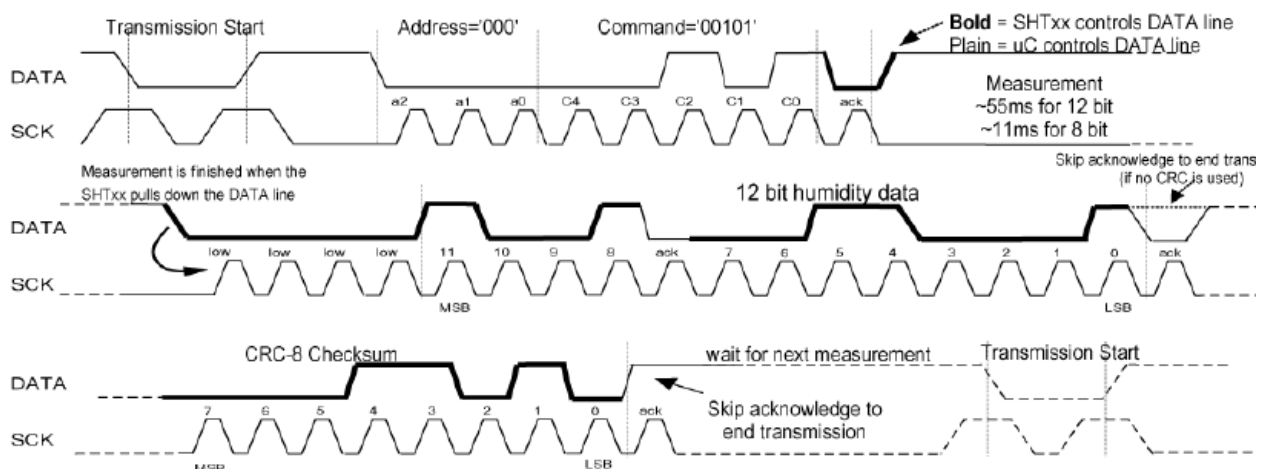 Transmission Start Address='000' Command='00101' Bold = SHTxx controls DATA line
Plain = uC controls DATA line
DATA
a2 a1 a0 C4 C3 C2 C1 C0 ack
Measurement
~55ms for 12 bit
~11ms for 8 bit
SCK
Measurement is finished when the
SHTxx pulls down the DATA line
Skip acknowledge to end trans
(if no CRC is used)
12 bit humidity data
DATA
low low low low 11 10 9 8 ack 7 6 5 4 3 2 1 0 ack
SCK
MSB LSB
CRC-8 Checksum wait for next measurement Transmission Start
DATA
7 6 5 4 3 2 1 0 ack
Skip acknowledge to
end transmission
SCK
MSB LSB